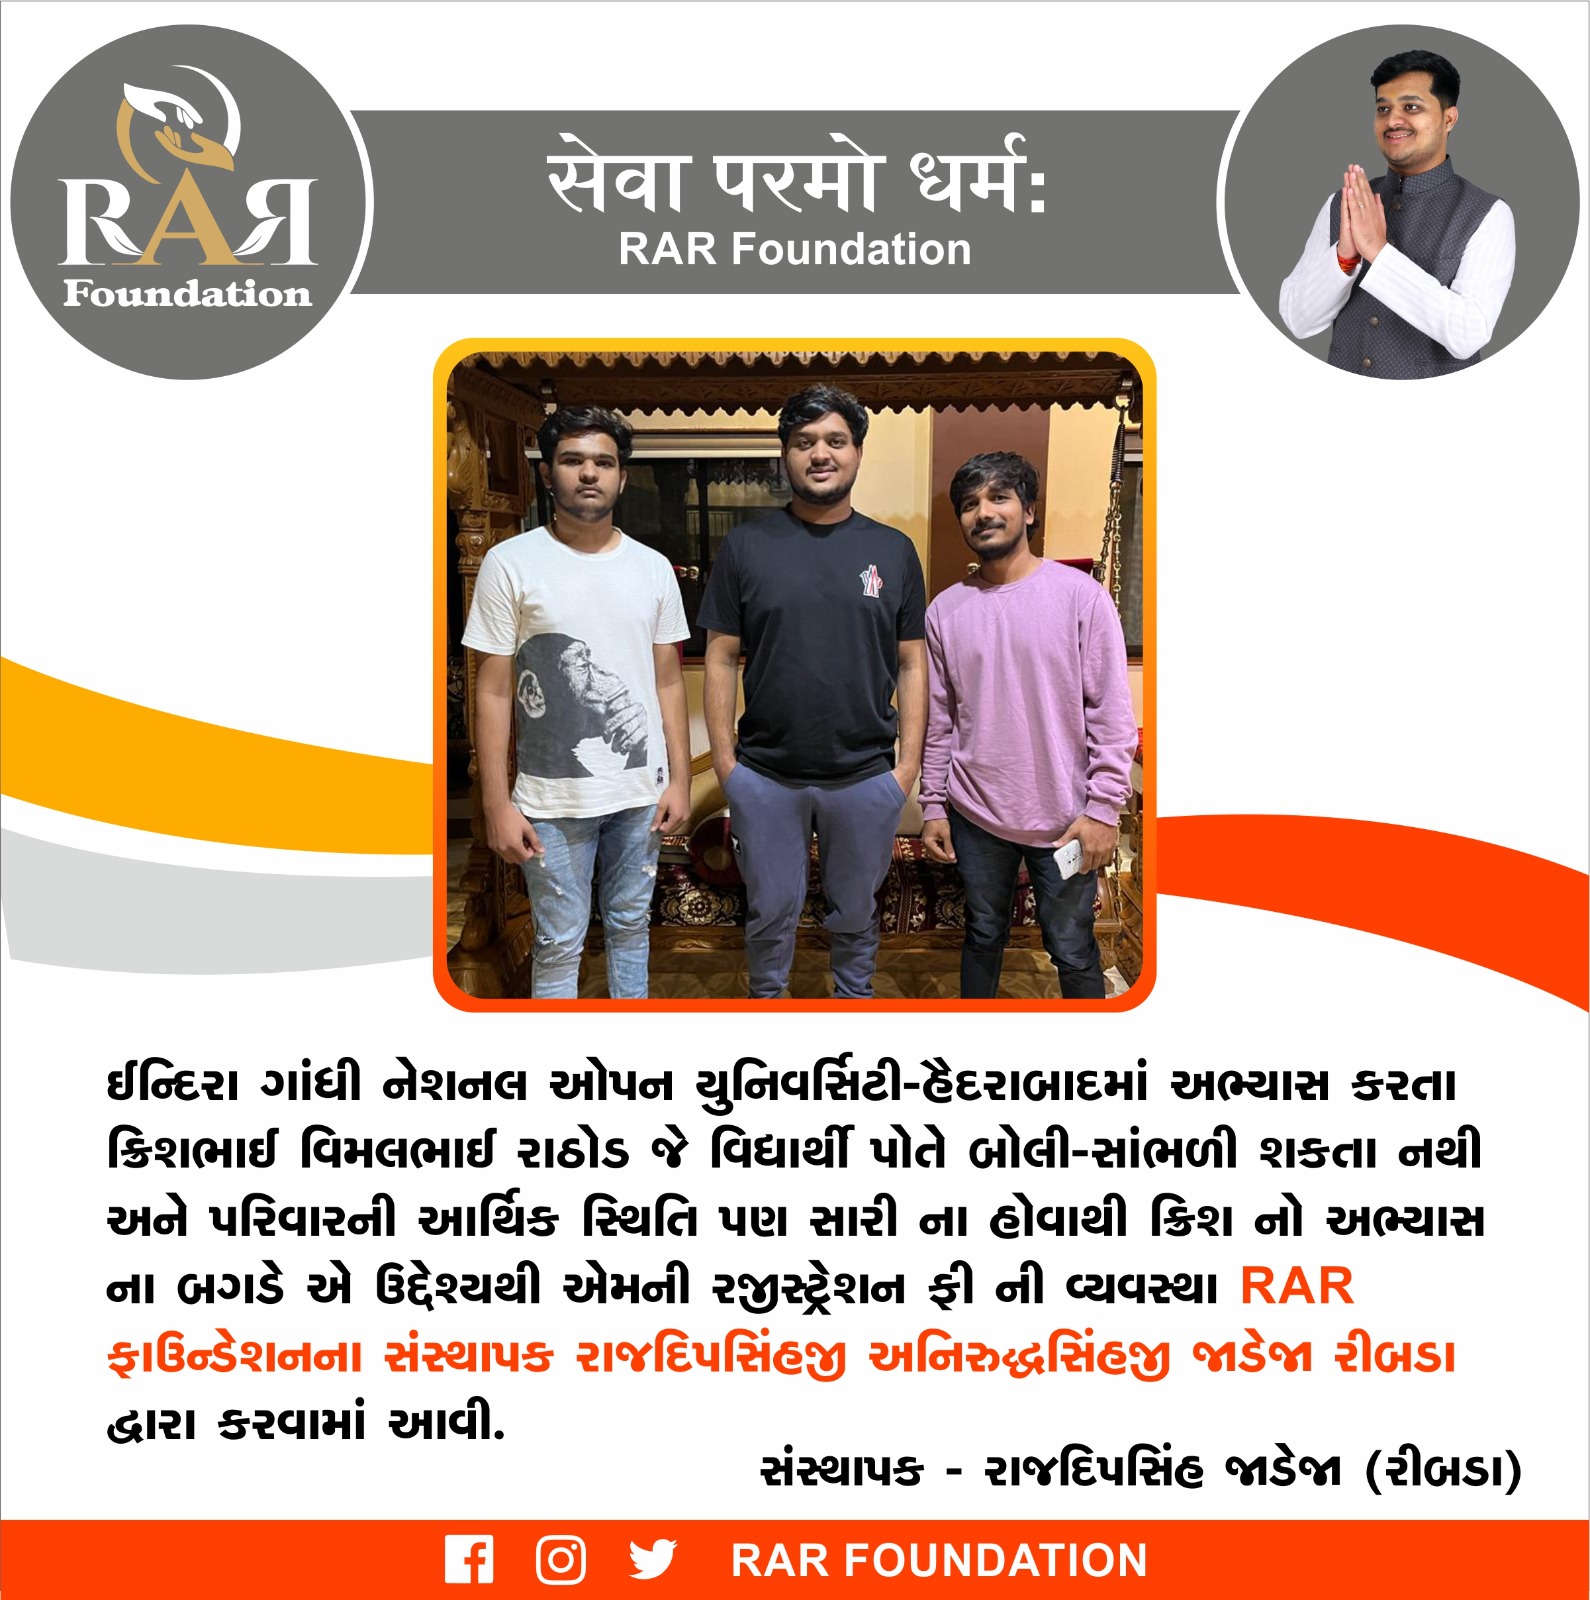 RAR
Foundation
सेवा परमो धर्म:
RAR Foundation
ઈન્દિરા ગાંધી નેશનલ ઓપન યુનિવર્સિટી-હૈદરાબાદમાં અભ્યાસ કરતા
ક્રિશભાઈ વિમલભાઈ રાઠોડ જે વિદ્યાર્થી પોતે બોલી-સાંભળી શકતા નથી
અને પરિવારની આર્થિક સ્થિતિ પણ સારી ના હોવાથી ક્રિશ નો અભ્યાસ
ના બગડે એ ઉદ્દેશ્યથી એમની રજીસ્ટ્રેશન ફી ની વ્યવસ્થા RAR
ફાઉન્ડેશનના સંસ્થાપક રાજદિપસિંહજી અનિરુદ્ધસિંહજી જાડેજા રીબડા
દ્વારા કરવામાં આવી.
સંસ્થાપક - રાજદિપસિંહ જાડેજા (રીબડા)
RAR FOUNDATION